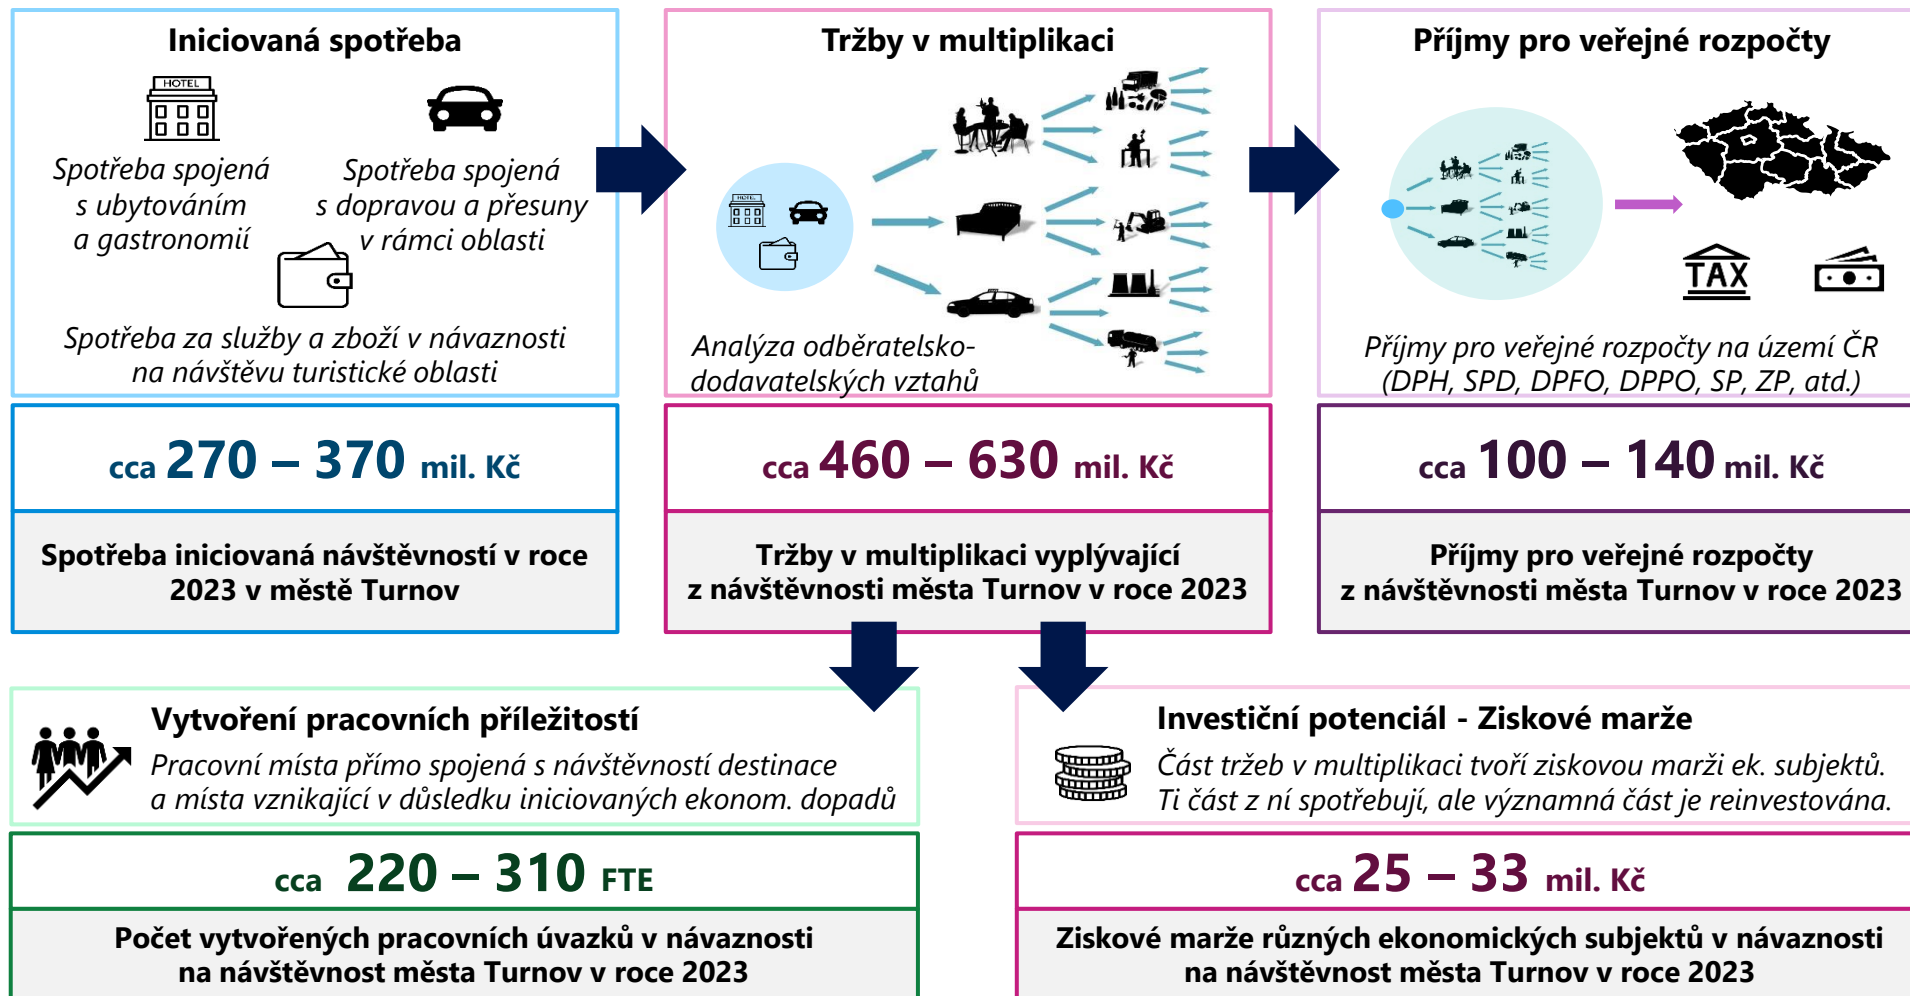 Iniciovaná spotřeba
HOTEL
Spotřeba spojená
s ubytováním
a gastronomií
Spotřeba spojená
s dopravou a přesuny
v rámci oblasti
Spotřeba za služby a zboží v návaznosti
na návštěvu turistické oblasti
cca 270 – 370 mil. Kč
Spotřeba iniciovaná návštěvností v roce
2023 v městě Turnov
Tržby v multiplikaci
HOTEL
Analýza odběratelsko-
dodavatelských vztahů
cca 460 – 630 mil. Kč
Tržby v multiplikaci vyplývající
z návštěvnosti města Turnov v roce 2023
Příjmy pro veřejné rozpočty
TAX
Příjmy pro veřejné rozpočty na území ČR
(DPH, SPD, DPFO, DPPO, SP, ZP, atd.)
cca 100 – 140 mil. Kč
Příjmy pro veřejné rozpočty
z návštěvnosti města Turnov v roce 2023
Vytvoření pracovních příležitostí
Pracovní místa přímo spojená s návštěvností destinace
a místa vznikající v důsledku iniciovaných ekonom. dopadů
cca 220 – 310 FTE
Počet vytvořených pracovních úvazků v návaznosti
na návštěvnost města Turnov v roce 2023
Investiční potenciál - Ziskové marže
Část tržeb v multiplikaci tvoří ziskovou marži ek. subjektů.
Ti část z ní spotřebují, ale významná část je reinvestována.
cca 25 – 33 mil. Kč
Ziskové marže různých ekonomických subjektů v návaznosti
na návštěvnost města Turnov v roce 2023